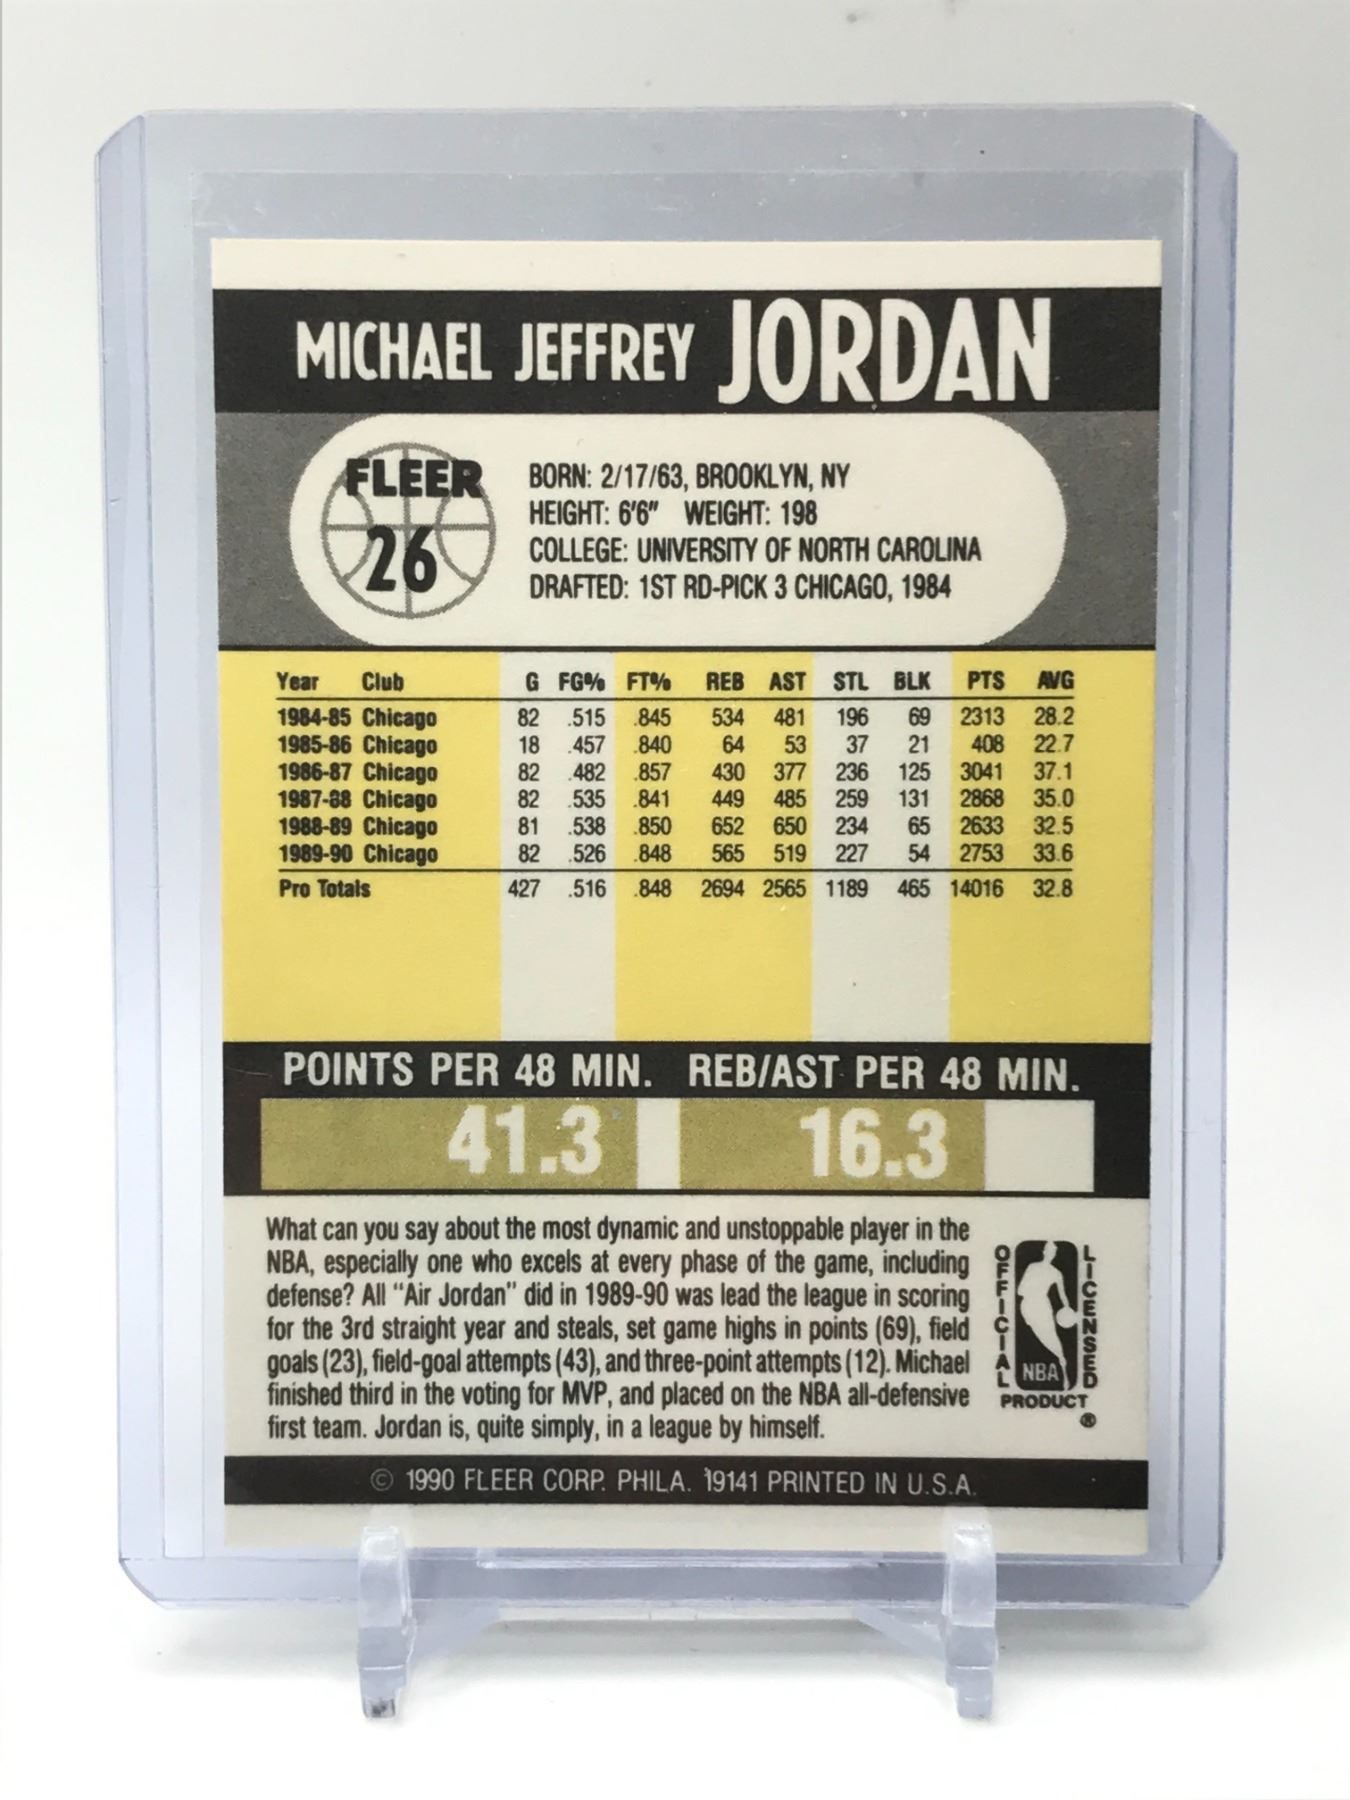 MICHAEL JEFFREY JORDAN
FLEER
26
BORN: 2/17/63, BROOKLYN, NY
HEIGHT: 6'6" WEIGHT: 198
COLLEGE: UNIVERSITY OF NORTH CAROLINA
DRAFTED: 1ST RD-PICK 3 CHICAGO, 1984
Year Club G FG% FT% REB AST STL BLK PTS AVG
1984-85 Chicago 82 .515 .845 534 481 196 69 2313 28.2
1985-86 Chicago 18 .457 .840 64 53 37 21 408 22.7
1986-87 Chicago 82 .482 .857 430 377 236 125 3041 37.1
1987-88 Chicago 82 .535 .841 449 485 259 131 2868 35.0
1988-89 Chicago 81 .538 .850 652 650 234 65 2633 32.5
1989-90 Chicago 82 .526 .848 565 519 227 54 2753 33.6
Pro Totals 427 .516 .848 2694 2565 1189 465 14016 32.8
POINTS PER 48 MIN. REB/AST PER 48 MIN.
41.3 16.3
What can you say about the most dynamic and unstoppable player in the
NBA, especially one who excels at every phase of the game, including
defense? All "Air Jordan" did in 1989-90 was lead the league in scoring
for the 3rd straight year and steals, set game highs in points (69), field
goals (23), field-goal attempts (43), and three-point attempts (12). Michael
finished third in the voting for MVP, and placed on the NBA all-defensive
first team. Jordan is, quite simply, in a league by himself.
OFFICIAL LICENSED
NBA
PRODUCT
®
© 1990 FLEER CORP. PHILA. 19141 PRINTED IN U.S.A.